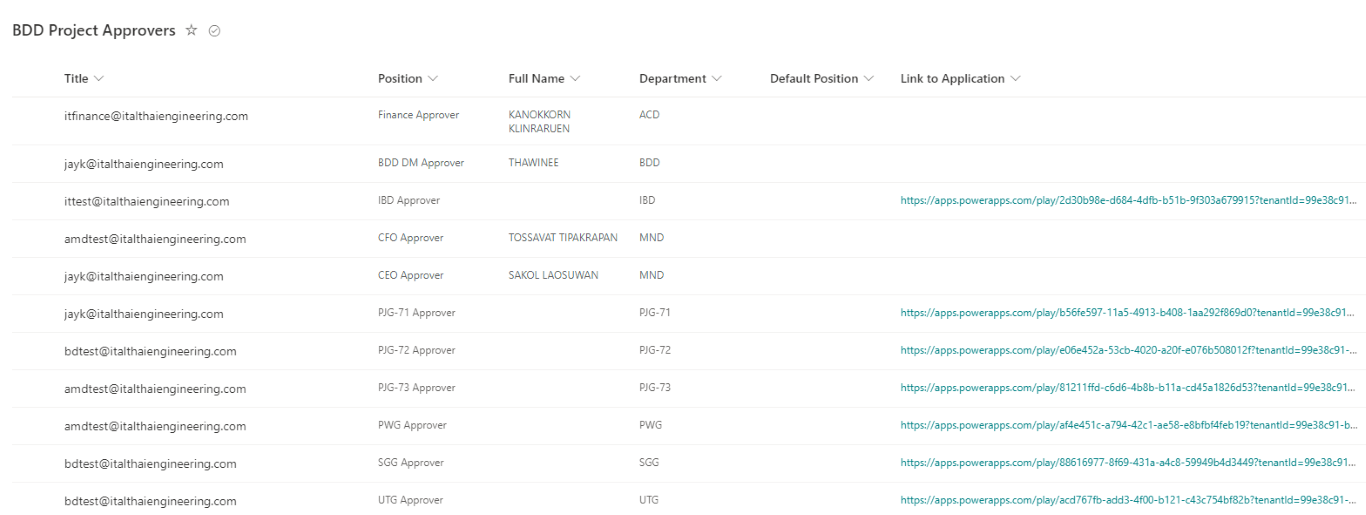 BDD Project Approvers
Title Position Full Name Department Default Position Link to Application
itfinance@italthaiengineering.com Finance Approver KANOKKORN ACD
KLINRARUEN
jayk@italthaiengineering.com BDD DM Approver THAWINEE BDD
ittest@italthaiengineering.com IBD Approver IBD https://apps.powerapps.com/play/2d30b98e-d684-4dfb-b51b-9f303a679915?tenantId=99e38c91...
amdtest@italthaiengineering.com CFO Approver TOSSAVAT TIPAKRAPAN MND
jayk@italthaiengineering.com CEO Approver SAKOL LAOSUWAN MND
jayk@italthaiengineering.com PJG-71 Approver PJG-71 https://apps.powerapps.com/play/b56fe597-11a5-4913-b408-1aa292f869d0?tenantId=99e38c91...
bdtest@italthaiengineering.com PJG-72 Approver PJG-72 https://apps.powerapps.com/play/e06e452a-53cb-4020-a20f-e076b508012f?tenantId=99e38c91-...
amdtest@italthaiengineering.com PJG-73 Approver PJG-73 https://apps.powerapps.com/play/81211ffd-c6d6-4b8b-b11a-cd45a1826d53?tenantId=99e38c91...
amdtest@italthaiengineering.com PWG Approver PWG https://apps.powerapps.com/play/af4e451c-a794-42c1-ae58-e8bfbf4feb19?tenantId=99e38c91-b...
bdtest@italthaiengineering.com SGG Approver SGG https://apps.powerapps.com/play/88616977-8f69-431a-a4c8-59949b4d3449?tenantId=99e38c91...
bdtest@italthaiengineering.com UTG Approver UTG https://apps.powerapps.com/play/acd767fb-add3-4f00-b121-c43c754bf82b?tenantId=99e38c91-...